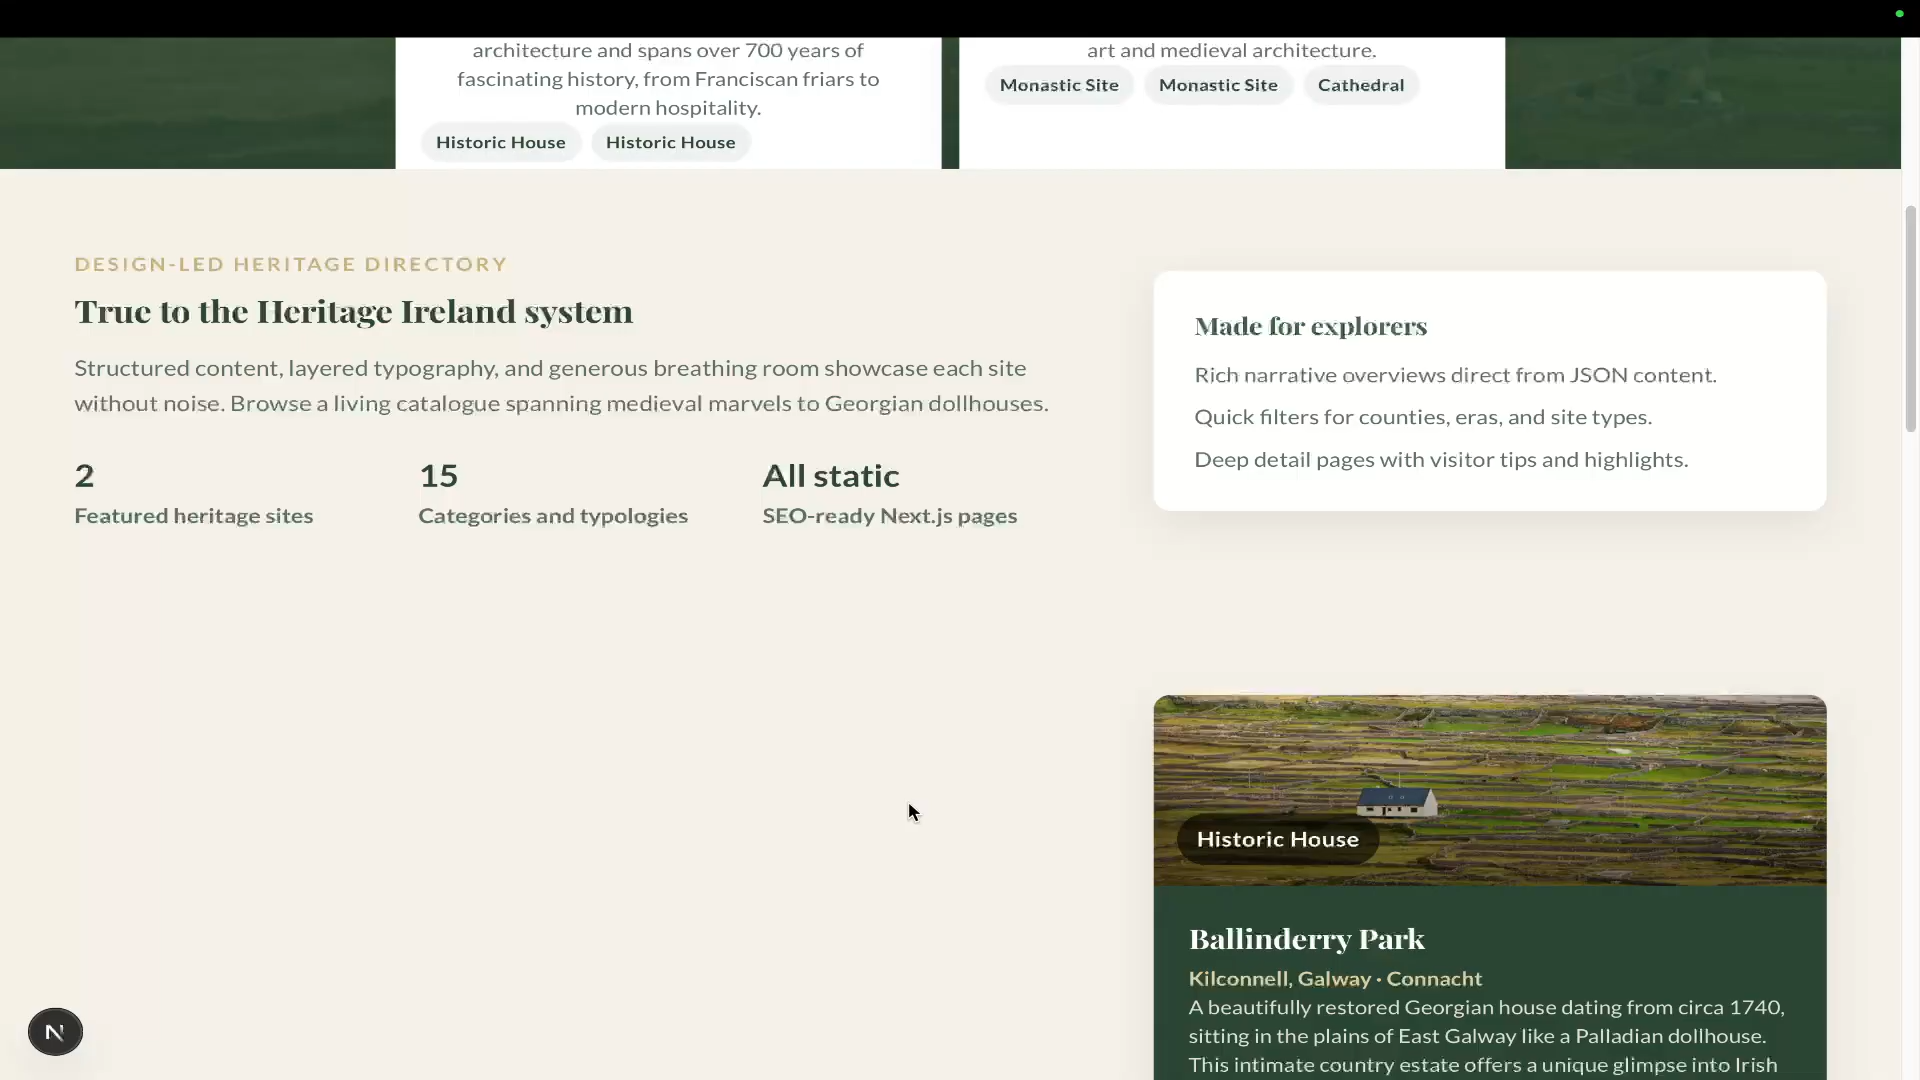 architecture and spans over 700 years of
fascinating history, from Franciscan friars to
modern hospitality.
Historic House
Historic House
art and medieval architecture.
Monastic Site
Monastic Site
Cathedral
DESIGN-LED HERITAGE DIRECTORY
True to the Heritage Ireland system
Structured content, layered typography, and generous breathing room showcase each site
without noise. Browse a living catalogue spanning medieval marvels to Georgian dollhouses.
2
Featured heritage sites
15
Categories and typologies
All static
SEO-ready Next.js pages
Made for explorers
Rich narrative overviews direct from JSON content.
Quick filters for counties, eras, and site types.
Deep detail pages with visitor tips and highlights.
Historic House
Ballinderry Park
Kilconnell, Galway · Connacht
A beautifully restored Georgian house dating from circa 1740,
sitting in the plains of East Galway like a Palladian dollhouse.
This intimate country estate offers a unique glimpse into Irish
N